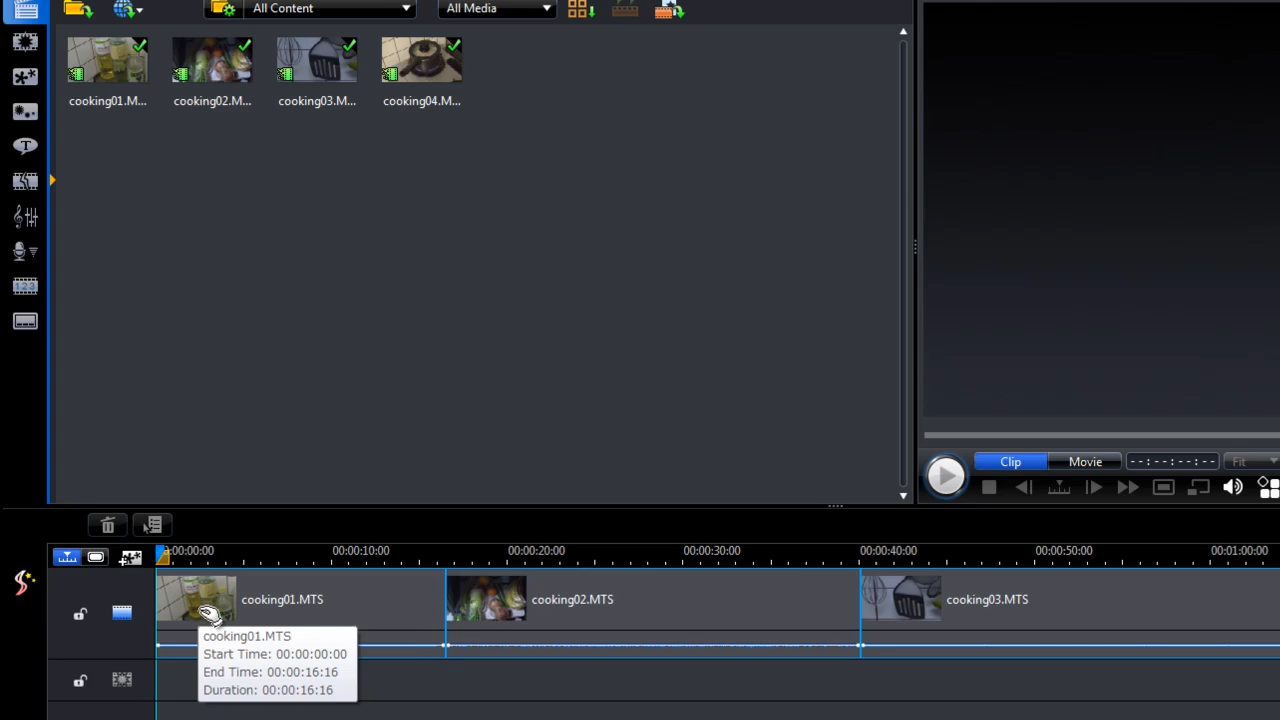 All Content
All Media
cooking01.M...
cooking02.M...
cooking03.M...
cooking04.M...
Clip
Movie
--:--:--:--
Fit
00:00:10:00
00:00:20:00
00:00:30:00
00:00:40:00
00:00:50:00
00:01:00:00
cooking01.MTS
cooking02.MTS
cooking03.MTS
cooking01.MTS
Start Time: 00:00:00:00
End Time: 00:00:16:16
Duration: 00:00:16:16